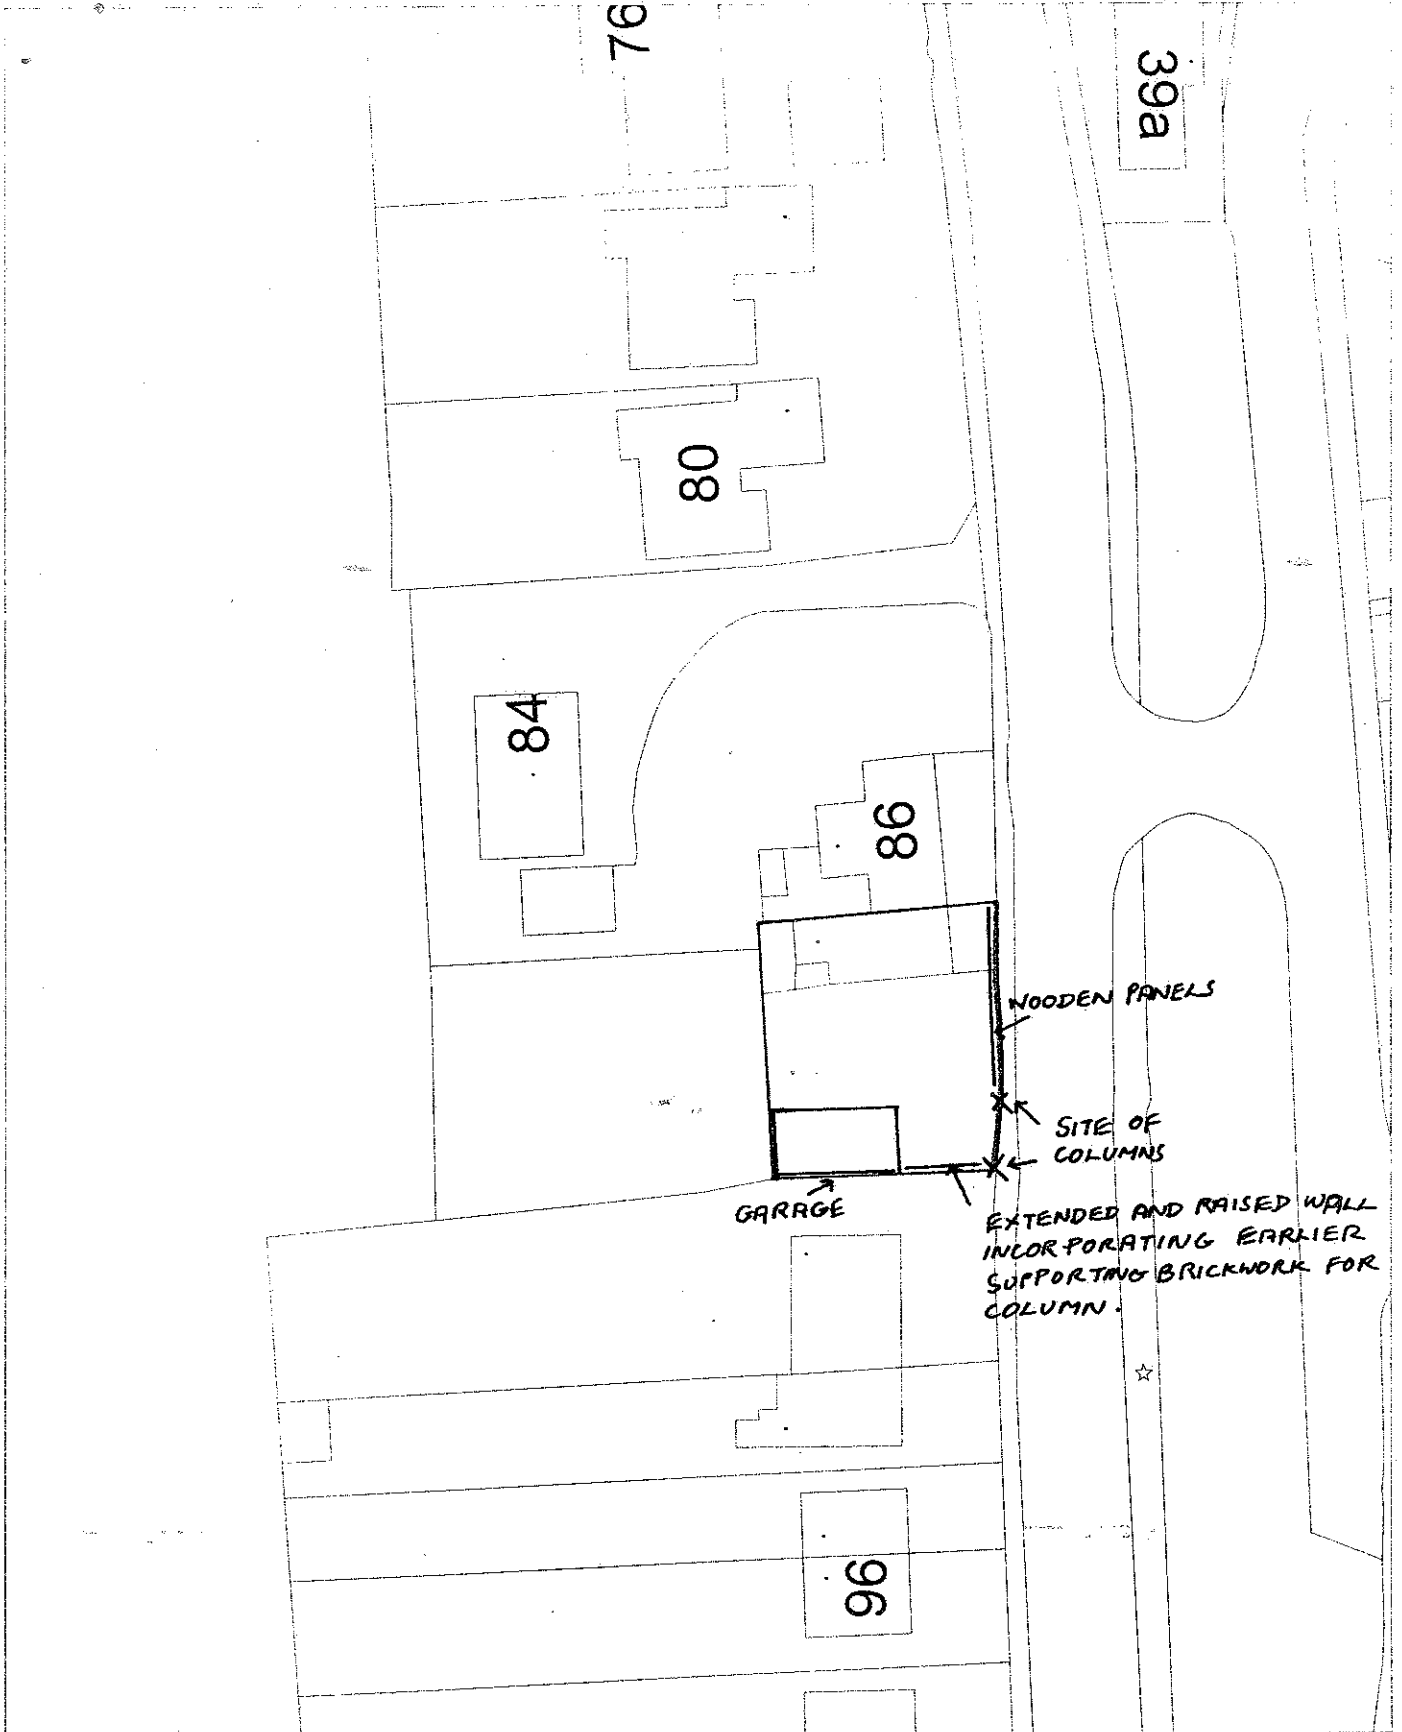 76
39a
80
84
86
WOODEN PANELS
SITE OF
COLUMNS
GARAGE
EXTENDED AND RAISED WALL
INCORPORATING EARLIER
SUPPORTING BRICKWORK FOR
COLUMN.
96